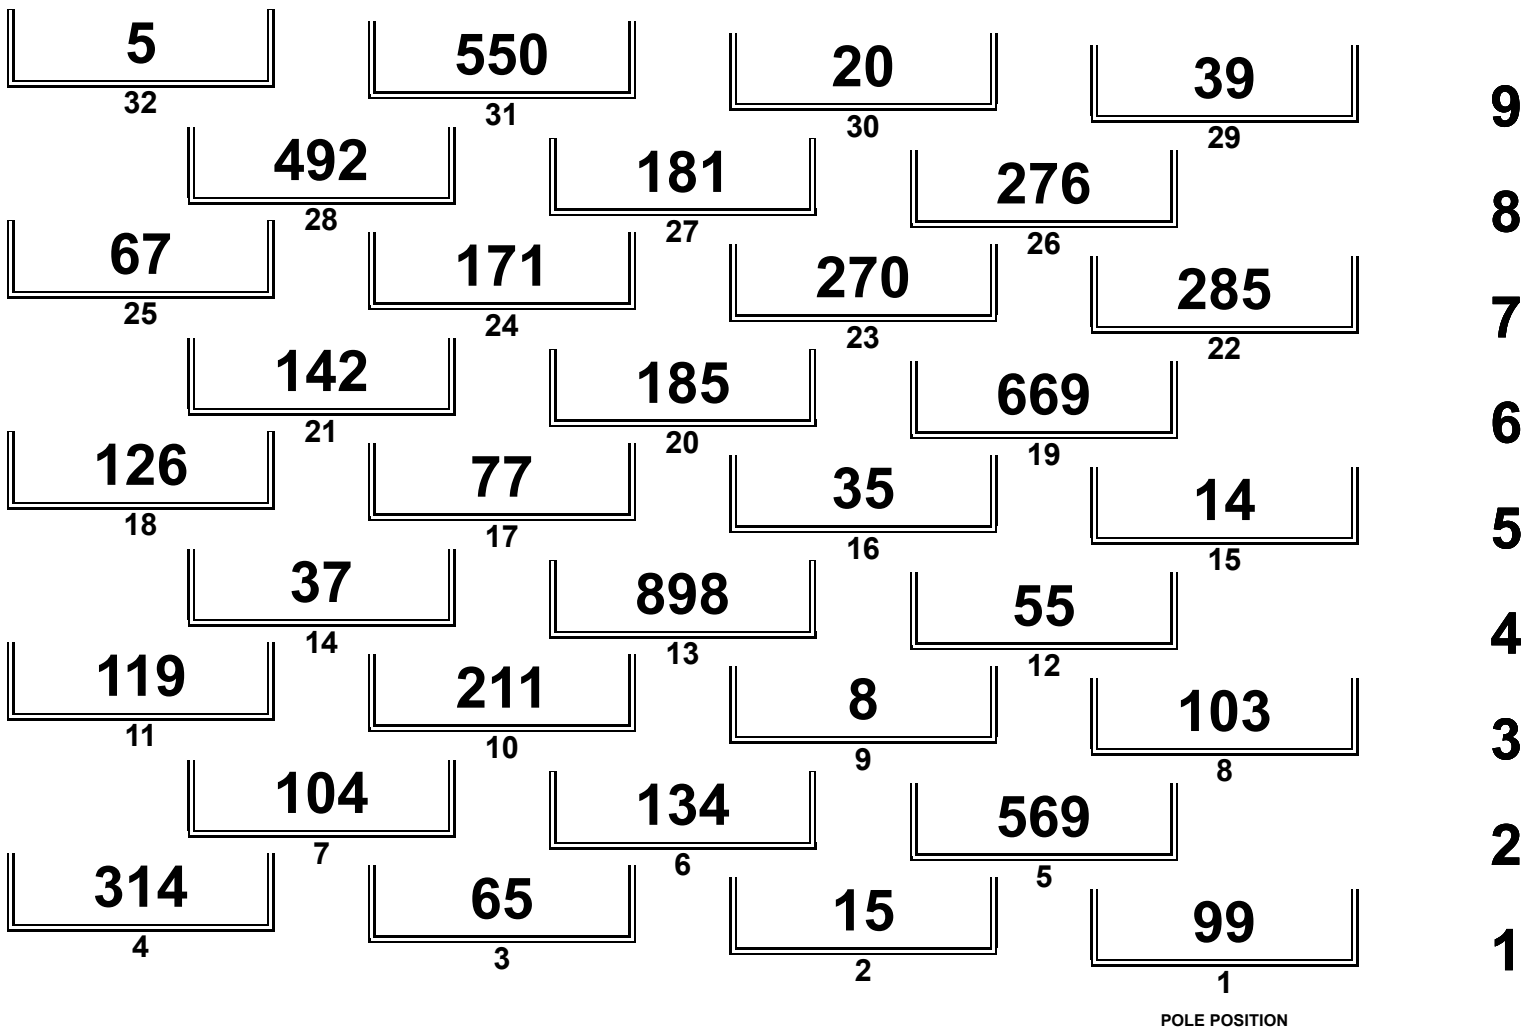 5 550 20 39
32 31 30 29 9
492 181 276
28 27 26 8
67 171 270 285
25 24 23 22 7
142 185 669
21 20 19 6
126 77 35 14
18 17 16 15 5
37 898 55
14 13 12 4
119 211 8 103
11 10 9 8 3
104 134 569
7 6 5 2
314 65 15 99
4 3 2 1 1
POLE POSITION